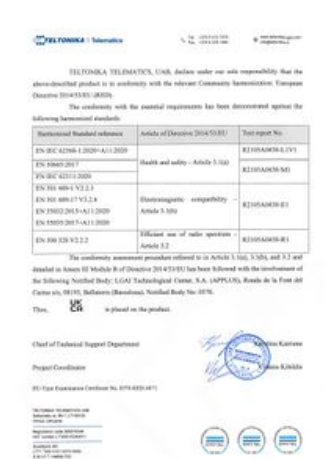 TELTONIKA | Telematics
TELTONIKA TELEMATICS, UAB, declare under our sole responsibility that the
above-described product is in conformity with the relevant Community harmonization: European
Directive 2014/53/EU (RED).
The conformity with the essential requirements has been demonstrated against the
following harmonized standards:
Harmonized Standard reference Article of Directive 2014/53/EU Test report No.
EN IEC 62368-1:2020+A11:2020 Health and safety - Article 3.1(a)
EN 50665:2017
EN IEC 62311:2020
EN 301 489-1 V2.2.3 Electromagnetic compatibility -
EN 301 489-17 V3.2.4 Article 3.1(b)
EN 55032:2015+A11:2020
EN 55035:2017+A11:2020
EN 300 328 V2.2.2 Efficient use of radio spectrum -
Article 3.2
The conformity assessment procedure referred to in Article 3.1(a), 3.1(b), and 3.2 and
detailed in Annex III Module B of Directive 2014/53/EU has been followed with the involvement of
the following Notified Body: LGAI Technological Center, S.A. (APPLUS), Ronda de la Font del
Carme s/n, 08193, Bellaterra (Barcelona). Notified Body No: 0370.
Thus, UK CA is placed on the product.
Chief of Technical Support Department
Project Coordinator